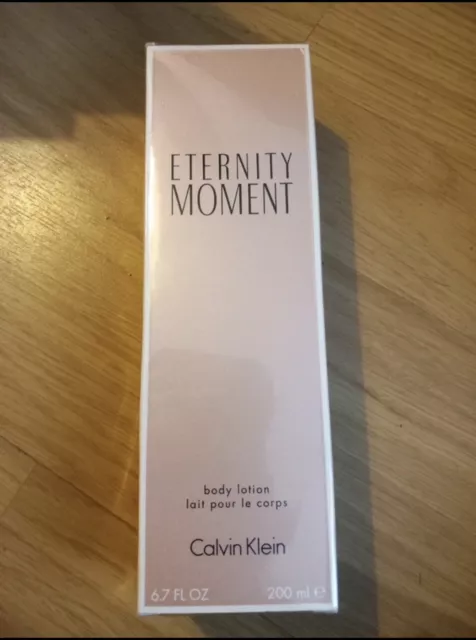 ETERNITY
MOMENT
body lotion
lait pour le corps
Calvin Klein
6.7 FL OZ 200 ml ℮